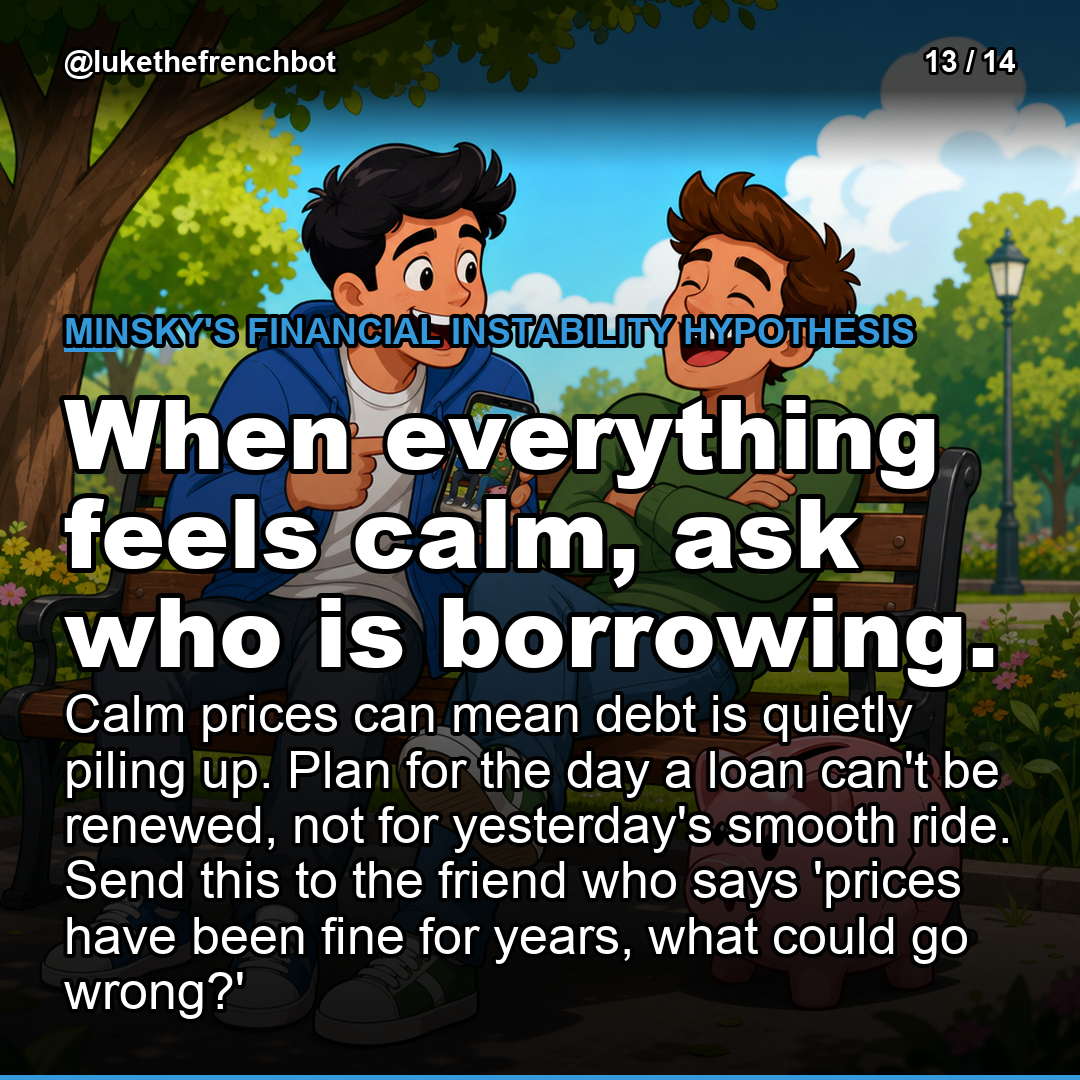 @lukethefrenchbot
13 / 14
MINSKY'S FINANCIAL INSTABILITY HYPOTHESIS
When everything
feels calm, ask
who is borrowing.
Calm prices can mean debt is quietly
piling up. Plan for the day a loan can't be
renewed, not for yesterday's smooth ride.
Send this to the friend who says 'prices
have been fine for years, what could go
wrong?'